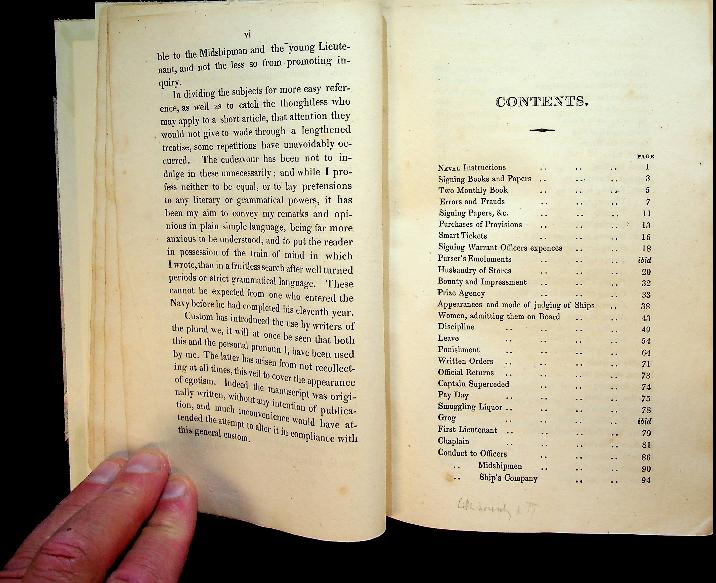 vi
ble to the Midshipman and the young Lieute-
nant, and not the less so from promoting in-
quiry.
In dividing the subjects for more easy refer-
ence, as well as to catch the thoughtless who
may apply to a short article, that attention they
would not give to wade through a lengthened
treatise, some repetitions have unavoidably oc-
curred. The endeavour has been not to in-
dulge in these unnecessarily; and while I pro-
fess neither to be equal, or to lay pretensions
to any literary or grammatical powers, it has
been my aim to convey my remarks and opi-
nions in plain simple language, being far more
anxious to be understood, and to put the reader
in possession of the train of mind in which
I wrote, than in a fruitless search after well turned
periods or strict grammatical language. These
cannot be expected from one who entered the
Navy before he had completed his eleventh year.
Custom has introduced the use by writers of
the plural we, it will at once be seen that both
this and the personal pronoun I, have been used
by me. The latter has arisen from not recollect-
ing at all times, this veil to cover the appearance
of egotism. Indeed the manuscript was origi-
nally written, without any intention of publica-
tion, and much inconvenience would have at-
tended the attempt to alter it in compliance with
this general custom.
CONTENTS.
PAGE
Naval Instructions .. .. .. 1
Signing Books and Papers .. .. .. 3
Two Monthly Book .. .. .. 5
Errors and Frauds .. .. .. 7
Signing Papers, &c. .. .. .. 11
Purchases of Provisions .. .. .. 13
Smart Tickets .. .. .. 16
Signing Warrant Officers expences .. .. 18
Purser's Emoluments .. .. .. ibid
Husbandry of Stores .. .. .. 20
Bounty and Impressment .. .. .. 32
Prize Agency .. .. .. 33
Appearances and mode of judging of Ships .. 38
Women, admitting them on Board .. .. 43
Discipline .. .. .. .. 49
Leave .. .. .. .. 54
Punishment .. .. .. .. 64
Written Orders .. .. .. .. 71
Official Returns .. .. .. .. 73
Captain Superceded .. .. .. 74
Pay Day .. .. .. .. 75
Smuggling Liquor .. .. .. .. 78
Grog .. .. .. .. ibid
First Lieutenant .. .. .. .. 79
Chaplain .. .. .. .. 81
Conduct to Officers .. .. .. 86
.. Midshipmen .. .. .. 90
.. Ship's Company .. .. 94